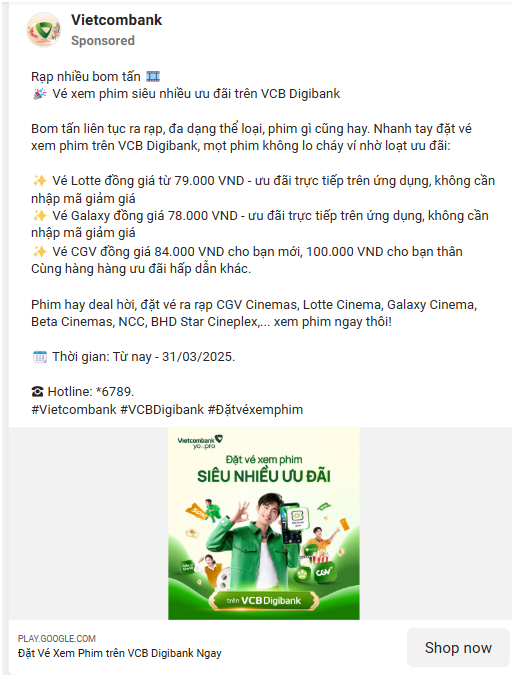 Vietcombank
Sponsored
Rạp nhiều bom tấn 🎞️
🎉 Vé xem phim siêu nhiều ưu đãi trên VCB Digibank
Bom tấn liên tục ra rạp, đa dạng thể loại, phim gì cũng hay. Nhanh tay đặt vé
xem phim trên VCB Digibank, mọt phim không lo cháy ví nhờ loạt ưu đãi:
✨ Vé Lotte đồng giá từ 79.000 VND - ưu đãi trực tiếp trên ứng dụng, không cần
nhập mã giảm giá
✨ Vé Galaxy đồng giá 78.000 VND - ưu đãi trực tiếp trên ứng dụng, không cần
nhập mã giảm giá
✨ Vé CGV đồng giá 84.000 VND cho bạn mới, 100.000 VND cho bạn thân
Cùng hàng hàng ưu đãi hấp dẫn khác.
Phim hay deal hời, đặt vé ra rạp CGV Cinemas, Lotte Cinema, Galaxy Cinema,
Beta Cinemas, NCC, BHD Star Cineplex,... xem phim ngay thôi!
🗓️ Thời gian: Từ nay - 31/03/2025.
☎ Hotline: *6789.
#Vietcombank #VCBDigibank #Đặtvéxemphim
Vietcombank
Đặt vé xem phim
SIÊU NHIỀU ƯU ĐÃI
CGV
trên VCBDigibank
PLAY.GOOGLE.COM
Đặt Vé Xem Phim trên VCB Digibank Ngay
Shop now